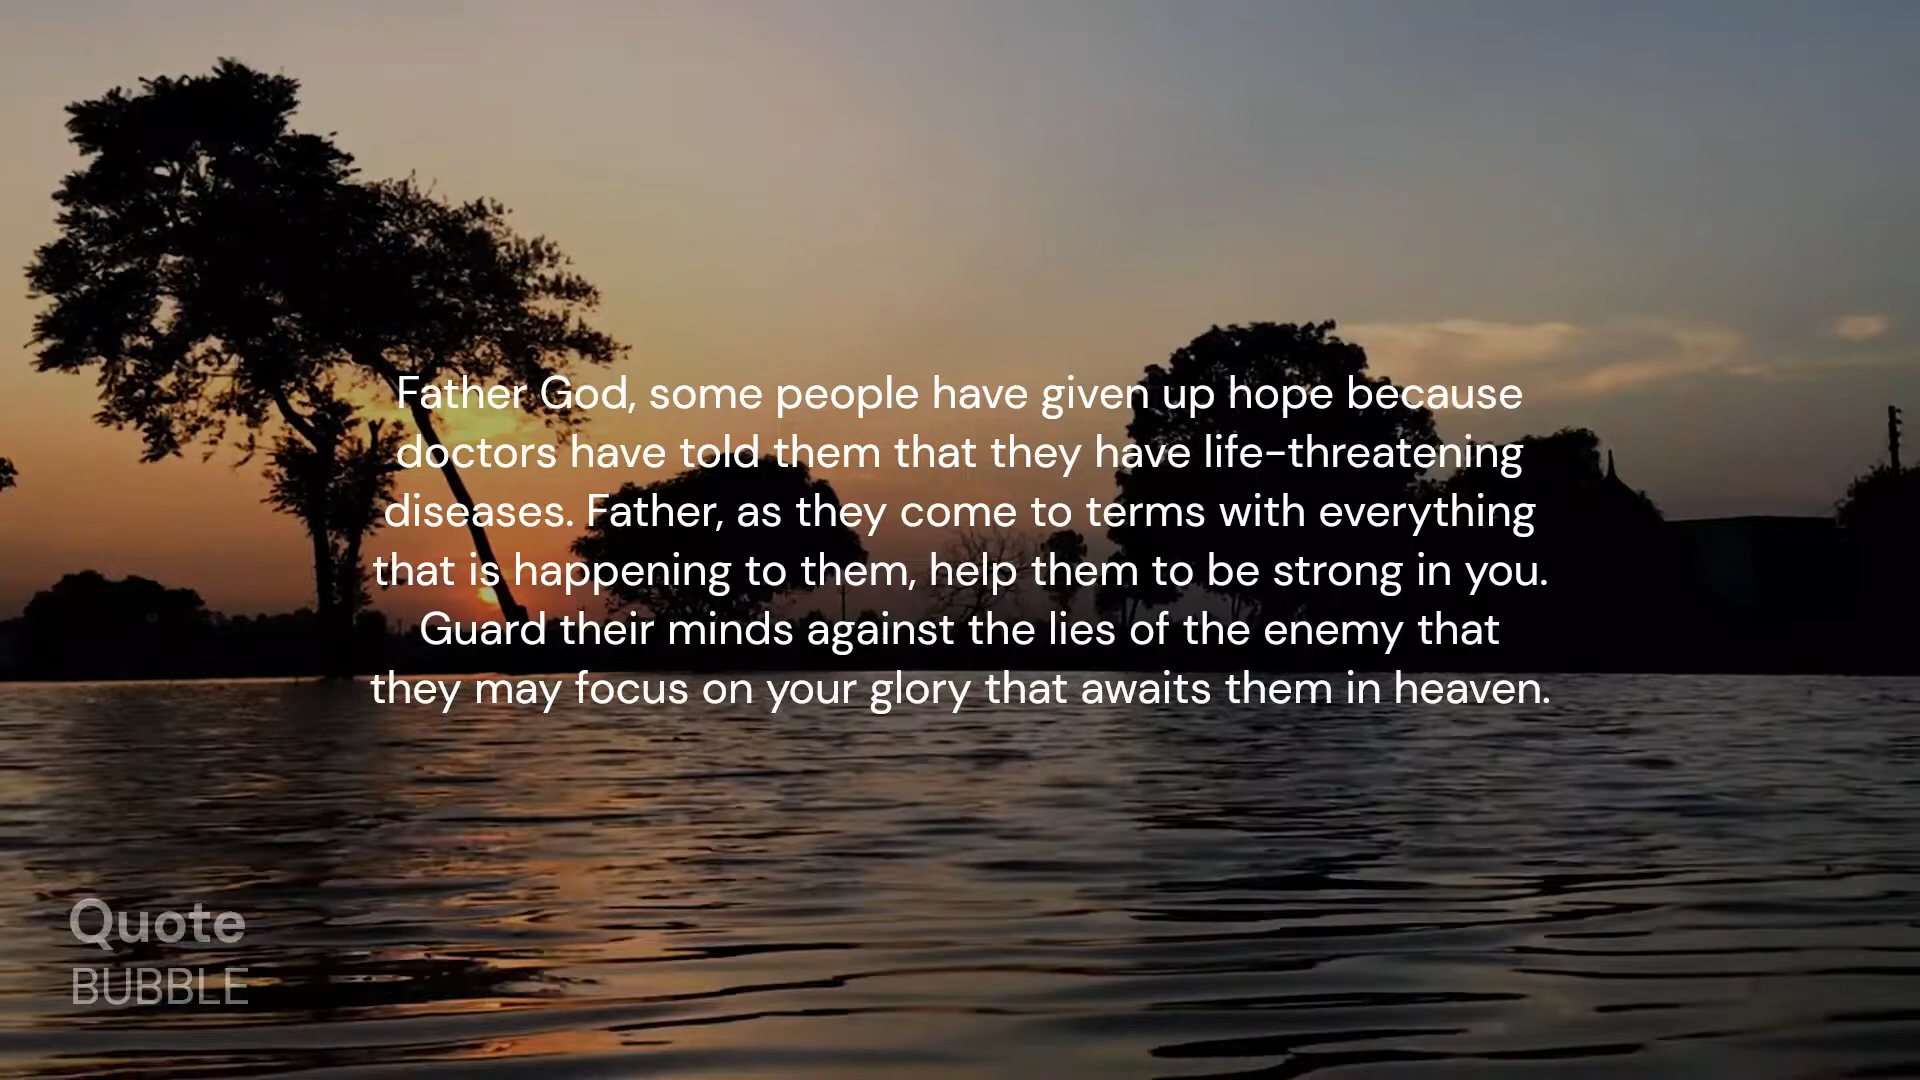 Father God, some people have given up hope because
doctors have told them that they have life-threatening
diseases. Father, as they come to terms with everything
that is happening to them, help them to be strong in you.
Guard their minds against the lies of the enemy that
they may focus on your glory that awaits them in heaven.
Quote
BUBBLE